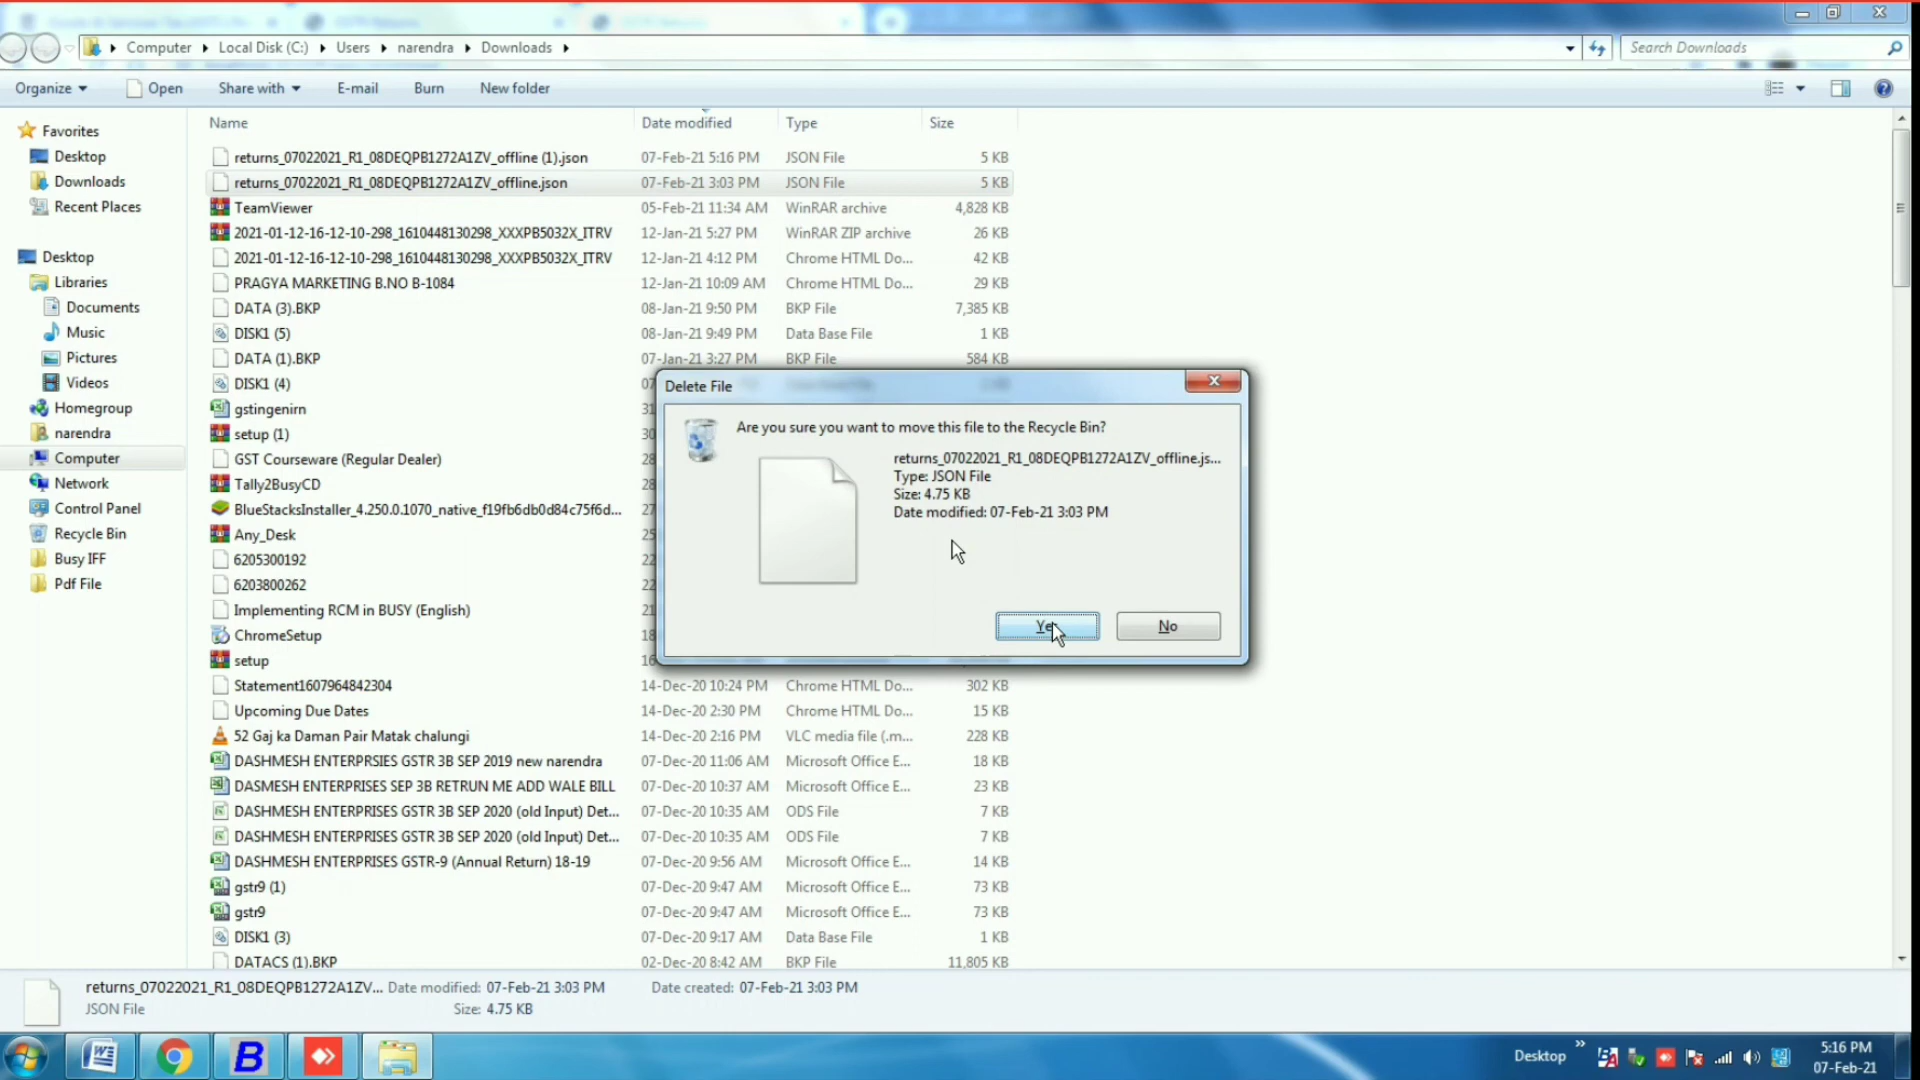 Computer ▸ Local Disk (C:) ▸ Users ▸ narendra ▸ Downloads ▸
Search Downloads
Organize Open Share with E-mail Burn New folder
Name Date modified Type Size
Favorites
Desktop
Downloads
Recent Places
Desktop
Libraries
Documents
Music
Pictures
Videos
Homegroup
narendra
Computer
Network
Control Panel
Recycle Bin
Busy IFF
Pdf File
returns_07022021_R1_08DEQPB1272A1ZV_offline (1).json 07-Feb-21 5:16 PM JSON File 5 KB
returns_07022021_R1_08DEQPB1272A1ZV_offline.json 07-Feb-21 3:03 PM JSON File 5 KB
TeamViewer 05-Feb-21 11:34 AM WinRAR archive 4,828 KB
2021-01-12-16-12-10-298_1610448130298_XXXPB5032X_ITRV 12-Jan-21 5:27 PM WinRAR ZIP archive 26 KB
2021-01-12-16-12-10-298_1610448130298_XXXPB5032X_ITRV 12-Jan-21 4:12 PM Chrome HTML Do... 42 KB
PRAGYA MARKETING B.NO B-1084 12-Jan-21 10:09 AM Chrome HTML Do... 29 KB
DATA (3).BKP 08-Jan-21 9:50 PM BKP File 7,385 KB
DISK1 (5) 08-Jan-21 9:49 PM Data Base File 1 KB
DATA (1).BKP 07-Jan-21 3:27 PM BKP File 584 KB
DISK1 (4) 07
gstingenirn 31
setup (1) 30
GST Courseware (Regular Dealer) 28
Tally2BusyCD 28
BlueStacksInstaller_4.250.0.1070_native_f19fb6db0d84c75f6d... 27
Any_Desk 25
6205300192 22
6203800262 22
Implementing RCM in BUSY (English) 21
ChromeSetup 18
setup 16
Statement1607964842304 14-Dec-20 10:24 PM Chrome HTML Do... 302 KB
Upcoming Due Dates 14-Dec-20 2:30 PM Chrome HTML Do... 15 KB
52 Gaj ka Daman Pair Matak chalungi 14-Dec-20 2:16 PM VLC media file (.m... 228 KB
DASHMESH ENTERPRSIES GSTR 3B SEP 2019 new narendra 07-Dec-20 11:06 AM Microsoft Office E... 18 KB
DASMESH ENTERPRISES SEP 3B RETRUN ME ADD WALE BILL 07-Dec-20 10:37 AM Microsoft Office E... 23 KB
DASHMESH ENTERPRISES GSTR 3B SEP 2020 (old Input) Det... 07-Dec-20 10:35 AM ODS File 7 KB
DASHMESH ENTERPRISES GSTR 3B SEP 2020 (old Input) Det... 07-Dec-20 10:35 AM ODS File 7 KB
DASHMESH ENTERPRISES GSTR-9 (Annual Return) 18-19 07-Dec-20 9:56 AM Microsoft Office E... 14 KB
gstr9 (1) 07-Dec-20 9:47 AM Microsoft Office E... 73 KB
gstr9 07-Dec-20 9:47 AM Microsoft Office E... 73 KB
DISK1 (3) 07-Dec-20 9:17 AM Data Base File 1 KB
DATACS (1).BKP 02-Dec-20 8:42 AM BKP File 11,805 KB
Delete File
Are you sure you want to move this file to the Recycle Bin?
returns_07022021_R1_08DEQPB1272A1ZV_offline.js...
Type: JSON File
Size: 4.75 KB
Date modified: 07-Feb-21 3:03 PM
No
returns_07022021_R1_08DEQPB1272A1ZV... Date modified: 07-Feb-21 3:03 PM Date created: 07-Feb-21 3:03 PM
JSON File Size: 4.75 KB
B
Desktop
5:16 PM
07-Feb-21